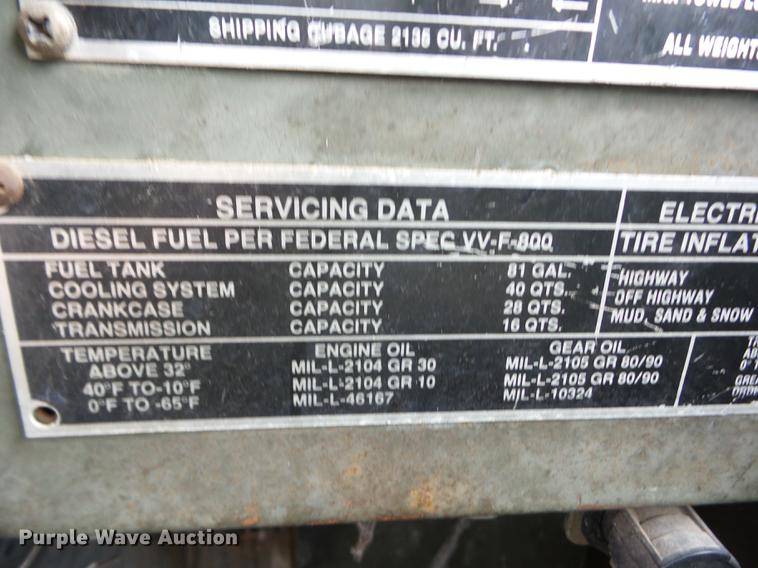 SHIPPING CUBAGE 2135 CU. FT.
ALL WEIGHTS
SERVICING DATA
DIESEL FUEL PER FEDERAL SPEC VV-F-800
TIRE
FUEL TANK CAPACITY 81 GAL.
COOLING SYSTEM CAPACITY 40 QTS.
CRANKCASE CAPACITY 28 QTS.
TRANSMISSION CAPACITY 16 QTS.
HIGHWAY
OFF HIGHWAY
MUD, SAND & SNOW
TEMPERATURE ENGINE OIL GEAR OIL
ABOVE 32° MIL-L-2104 GR 30 MIL-L-2105 GR 80/90
40°F TO-10°F MIL-L-2104 GR 10 MIL-L-2105 GR 80/90
0°F TO -65°F MIL-L-46167 MIL-L-10324
Purple Wave Auction